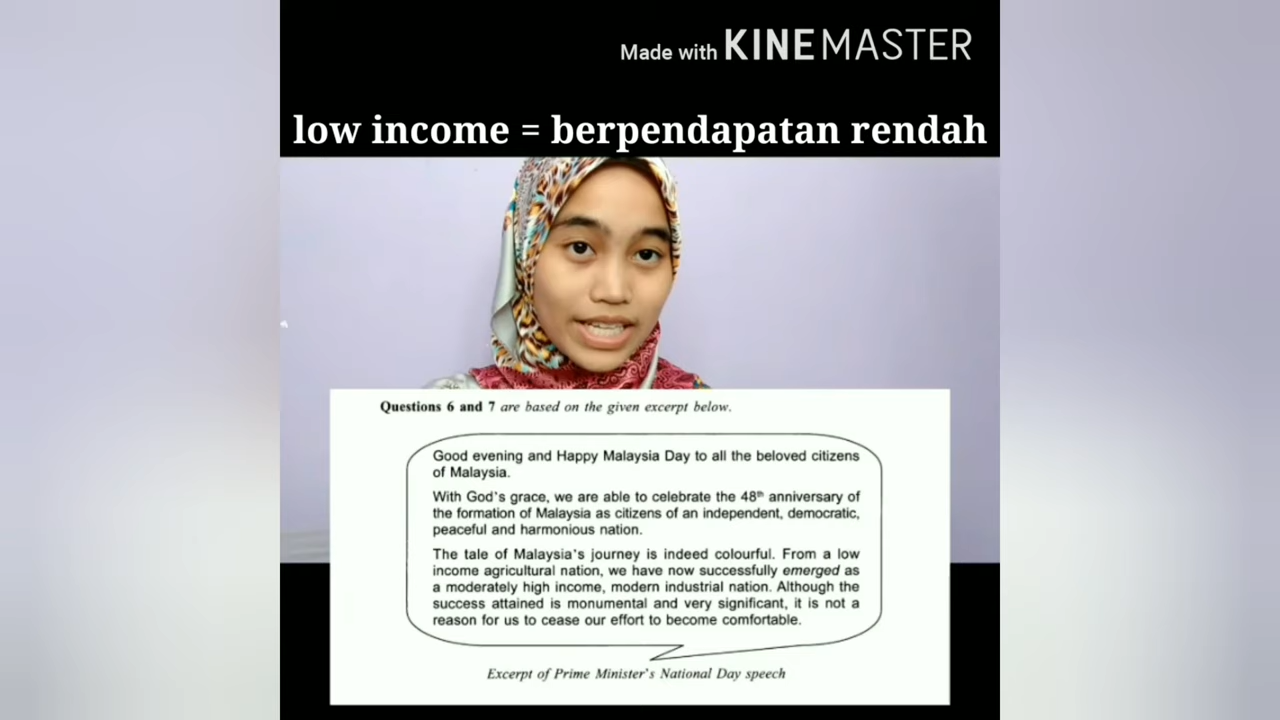 Made with KINEMASTER
low income = berpendapatan rendah
Questions 6 and 7 are based on the given excerpt below.
Good evening and Happy Malaysia Day to all the beloved citizens
of Malaysia.
With God's grace, we are able to celebrate the 48th anniversary of
the formation of Malaysia as citizens of an independent, democratic,
peaceful and harmonious nation.
The tale of Malaysia's journey is indeed colourful. From a low
income agricultural nation, we have now successfully emerged as
a moderately high income, modern industrial nation. Although the
success attained is monumental and very significant, it is not a
reason for us to cease our effort to become comfortable.
Excerpt of Prime Minister's National Day speech